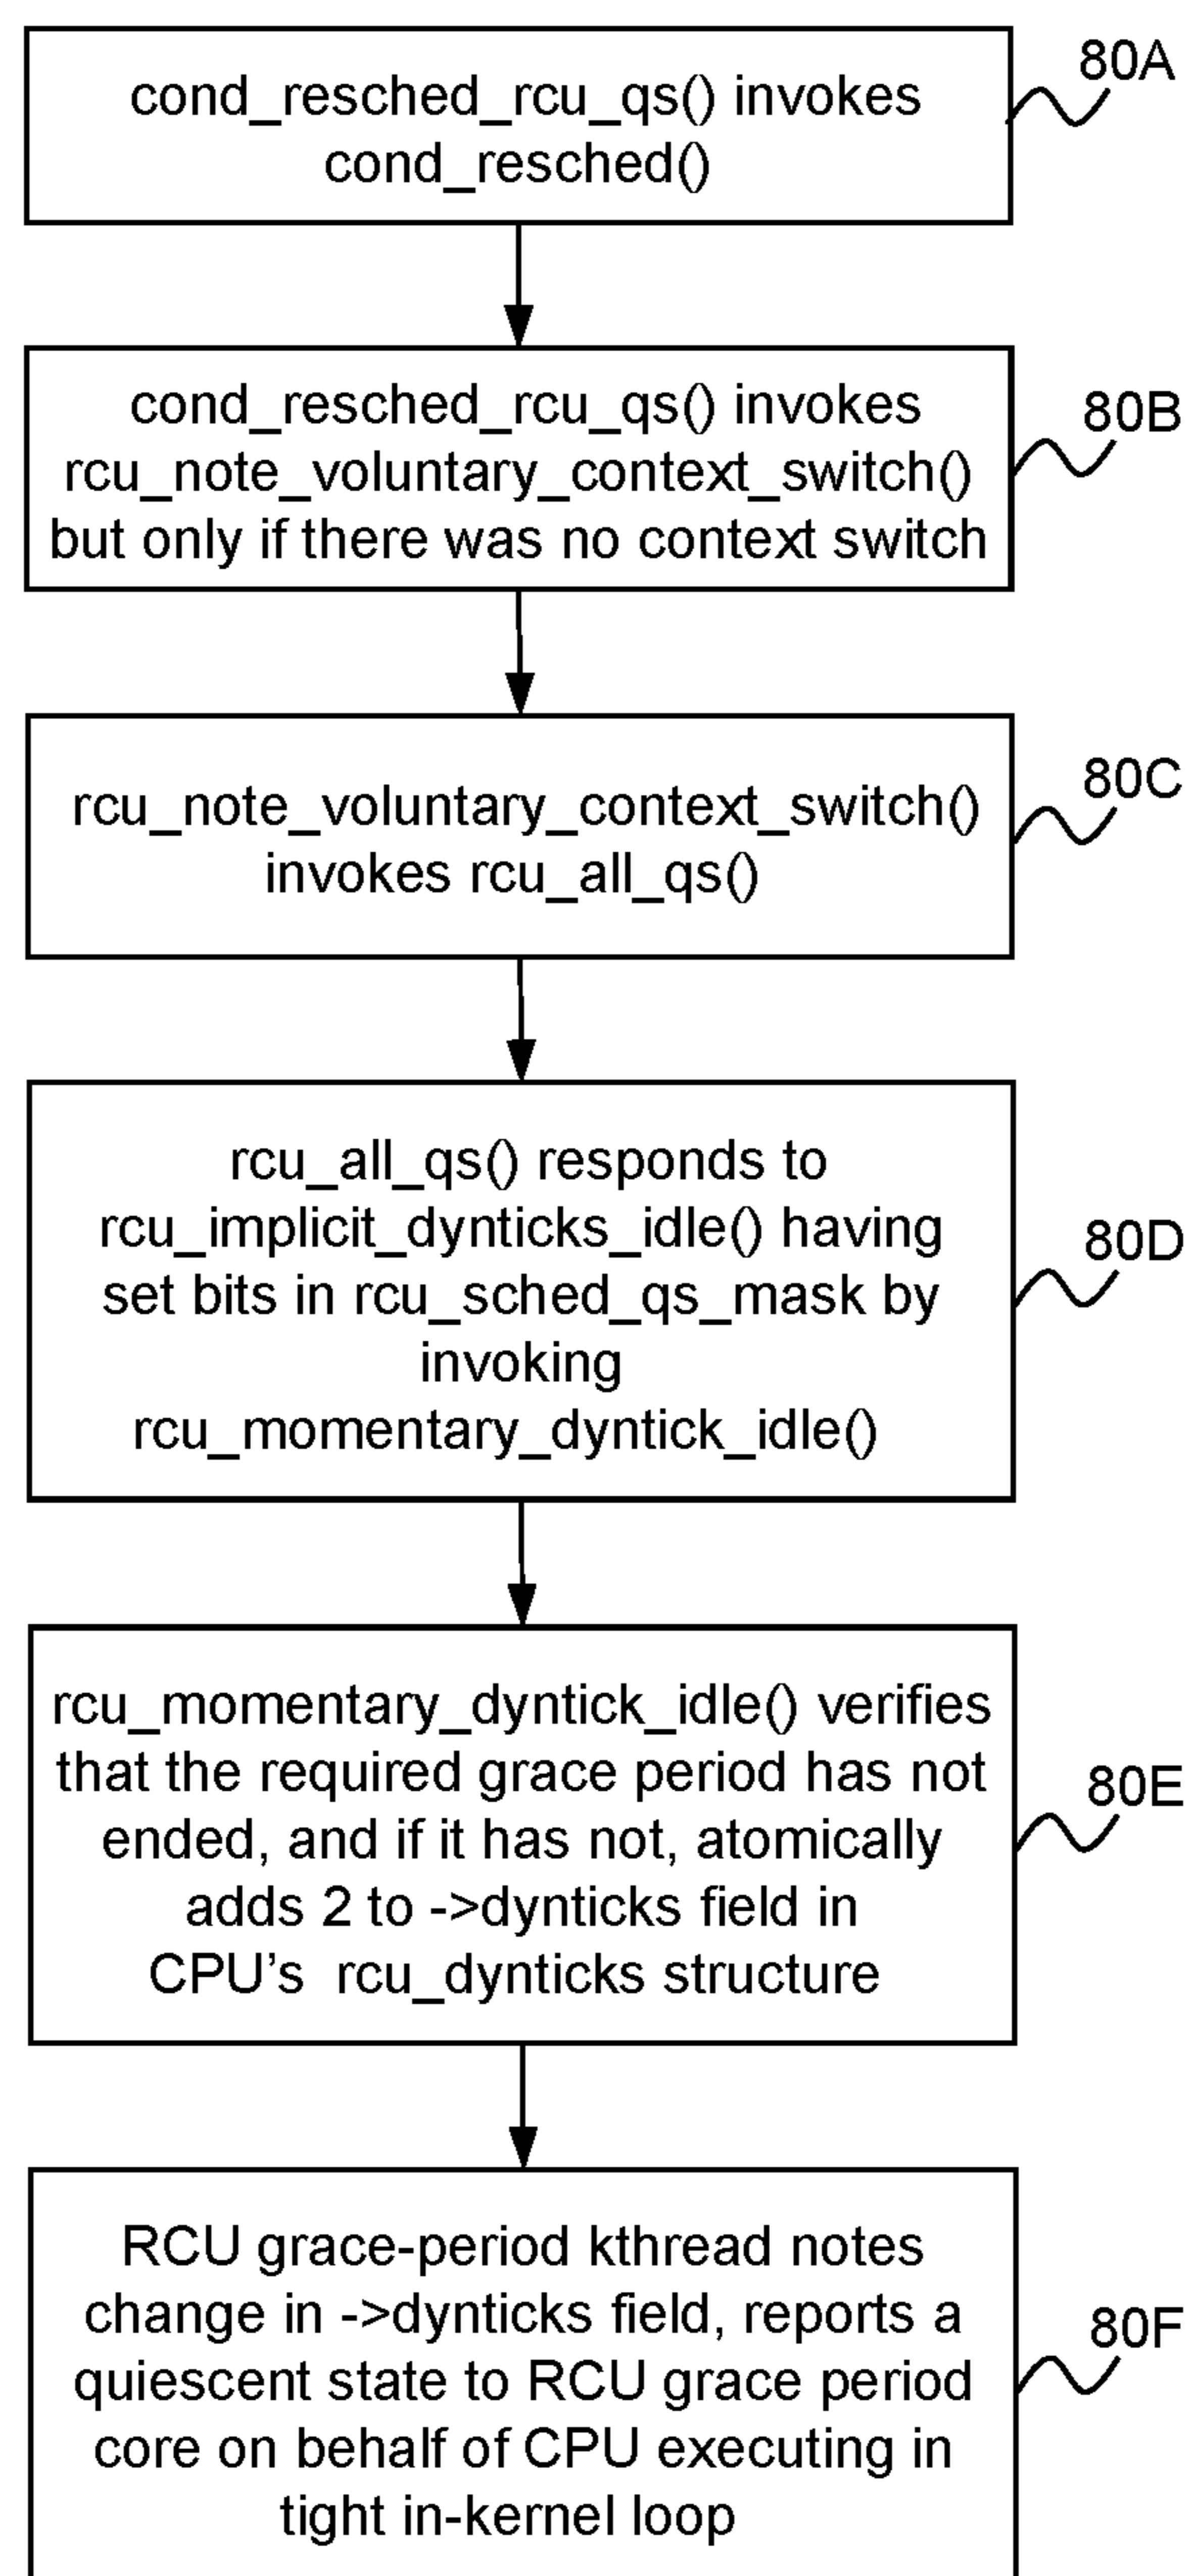 80A
cond_resched_rcu_qs() invokes
cond_resched()
80B
cond_resched_rcu_qs() invokes
rcu_note_voluntary_context_switch()
but only if there was no context switch
80C
rcu_note_voluntary_context_switch()
invokes rcu_all_qs()
80D
rcu_all_qs() responds to
rcu_implicit_dynticks_idle() having
set bits in rcu_sched_qs_mask by
invoking
rcu_momentary_dyntick_idle()
80E
rcu_momentary_dyntick_idle() verifies
that the required grace period has not
ended, and if it has not, atomically
adds 2 to ->dynticks field in
CPU's rcu_dynticks structure
80F
RCU grace-period kthread notes
change in ->dynticks field, reports a
quiescent state to RCU grace period
core on behalf of CPU executing in
tight in-kernel loop